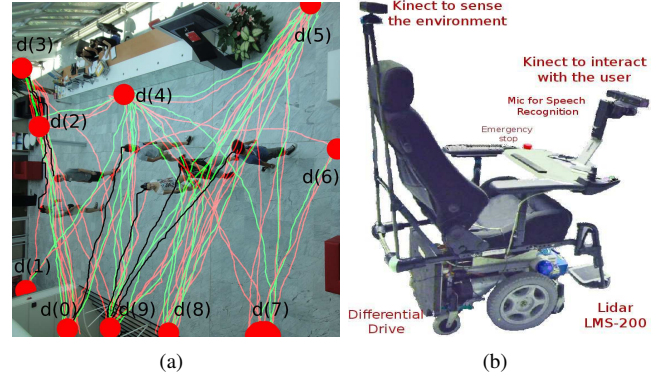 d(3)
d(5)
d(4)
d(2)
d(6)
d(1)
d(0)
d(9)
d(8)
d(7)
(a)
Kinect to sense
the environment
Kinect to interact
with the user
Mic for Speech
Recognition
Emergency
stop
Differential
Drive
Lidar
LMS-200
(b)